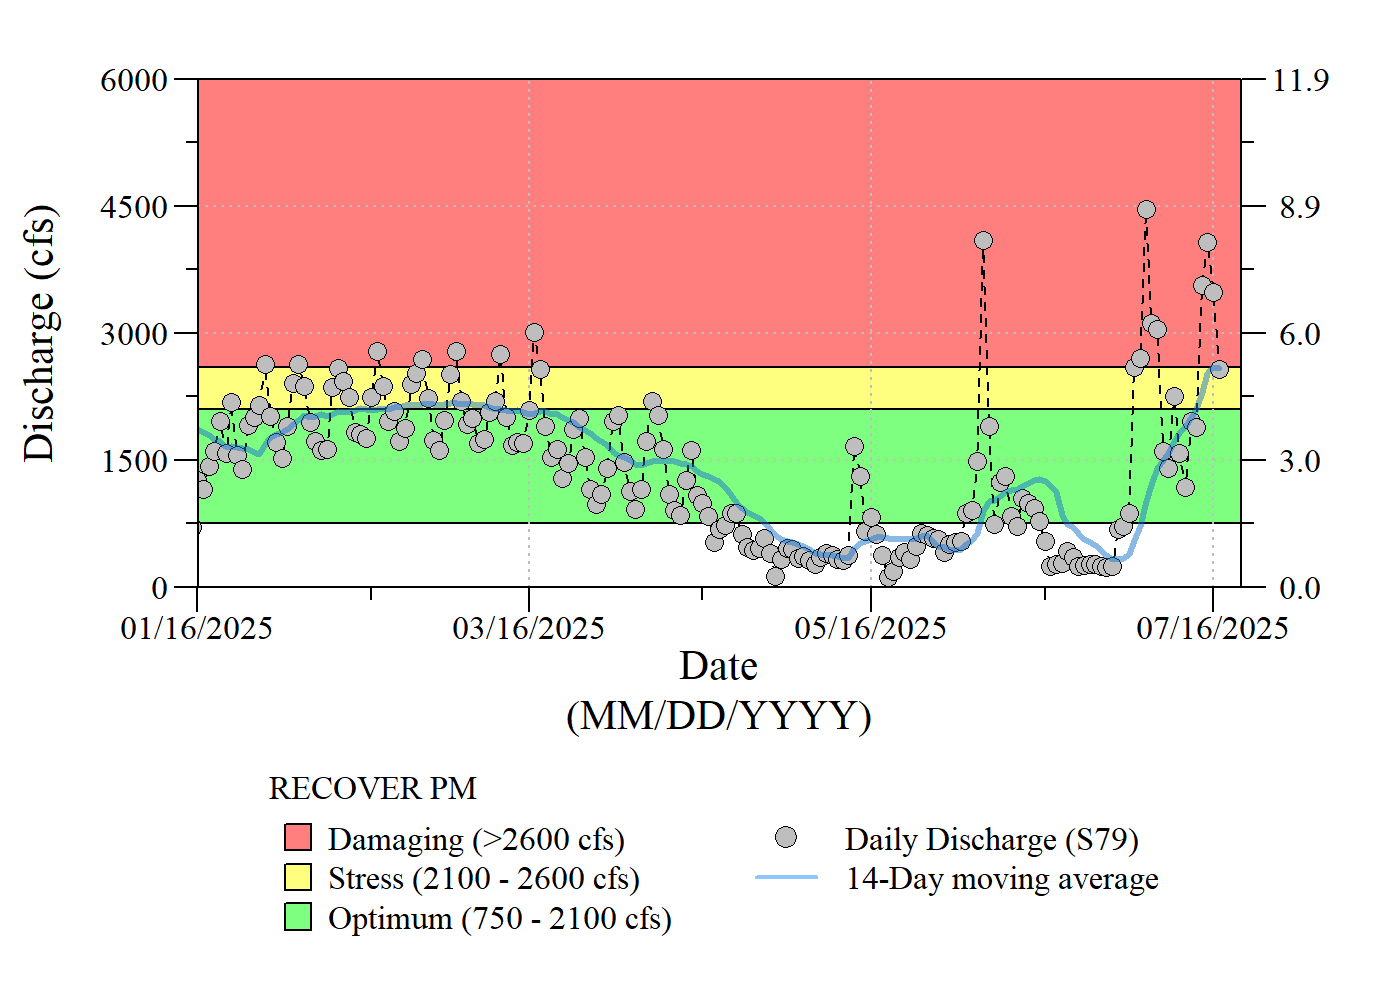 6000
4500
3000
1500
0
11.9
8.9
6.0
3.0
0.0
Discharge (cfs)
01/16/2025 03/16/2025 05/16/2025 07/16/2025
Date
(MM/DD/YYYY)
RECOVER PM
Damaging (>2600 cfs)
Stress (2100 - 2600 cfs)
Optimum (750 - 2100 cfs)
Daily Discharge (S79)
14-Day moving average